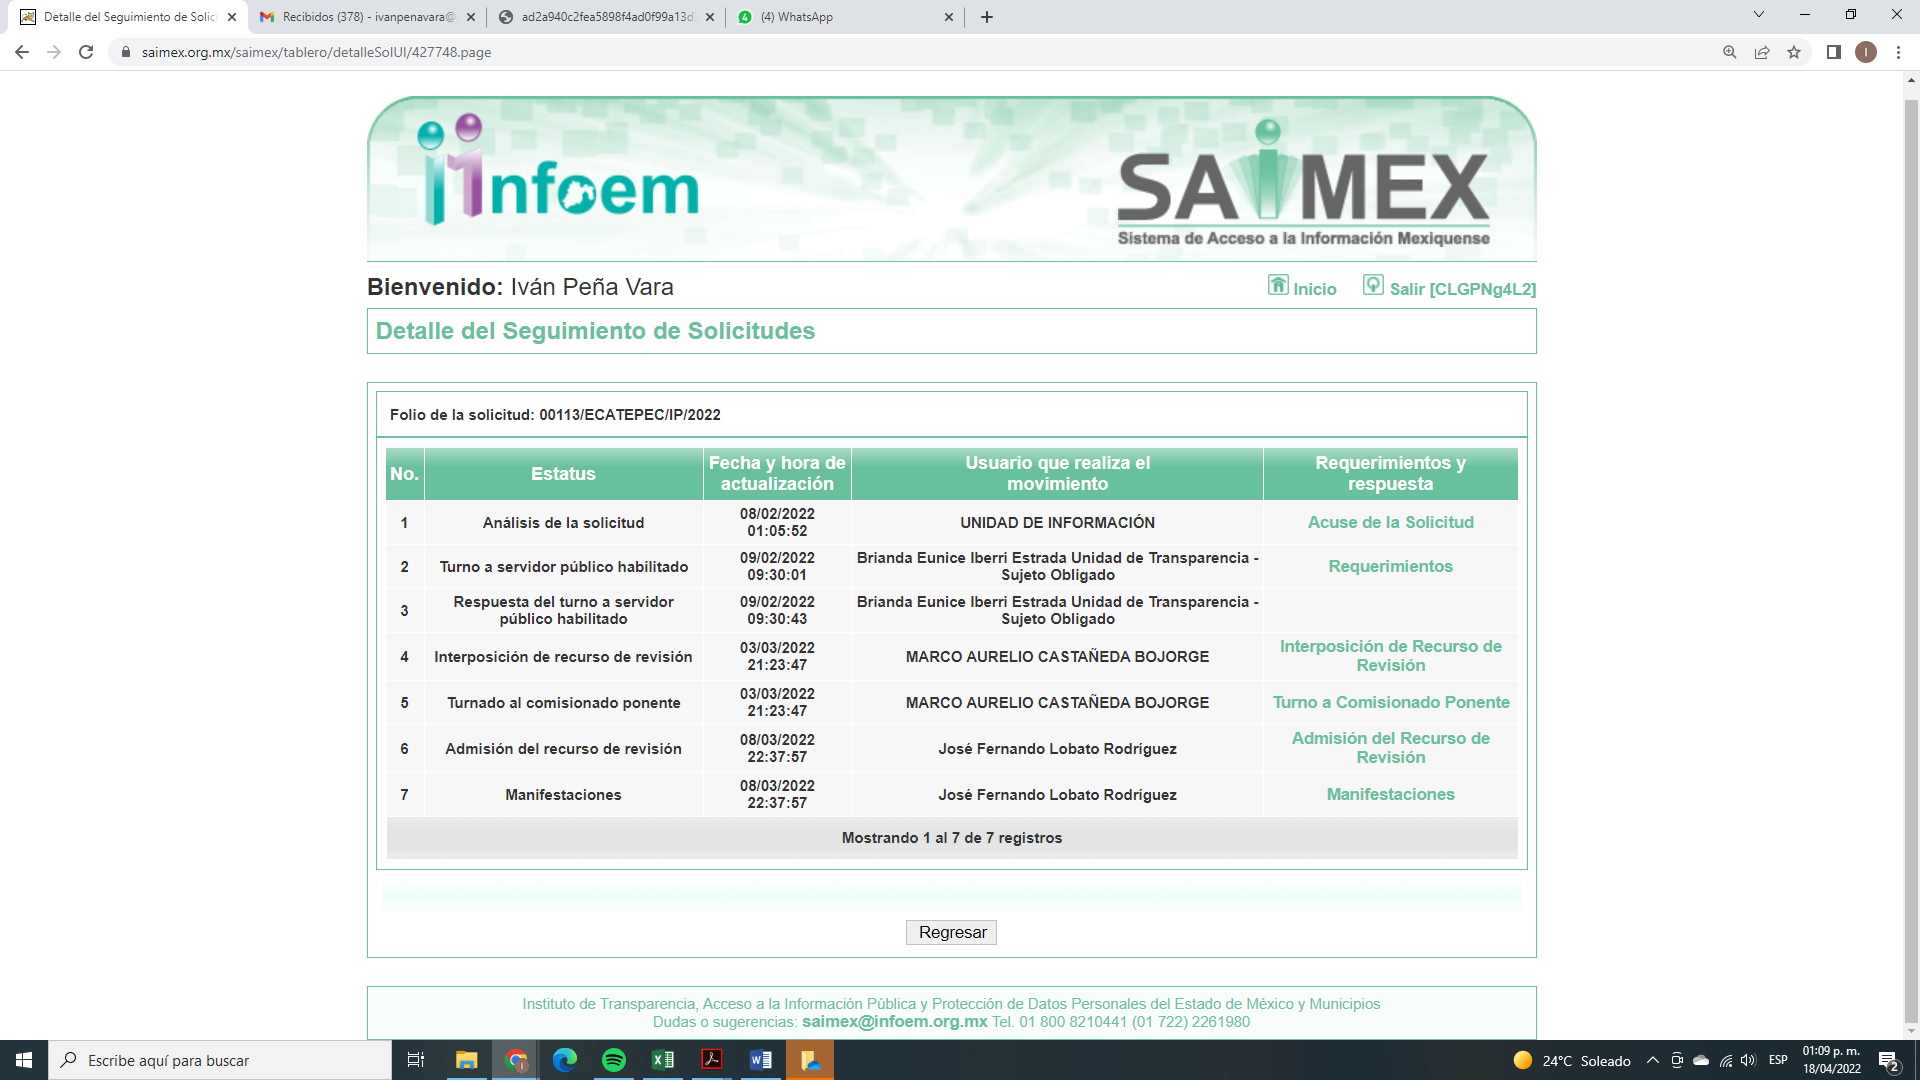 Detalle del Seguimiento de Solici
Recibidos (378) - ivanpenavara@
ad2a940c2fea5898f4ad0f99a13d
(4) WhatsApp
saimex.org.mx/saimex/tablero/detalleSolUI/427748.page
I
infoem
SAIMEX
Sistema de Acceso a la Información Mexiquense
Bienvenido: Iván Peña Vara
Inicio
Salir [CLGPNg4L2]
Detalle del Seguimiento de Solicitudes
Folio de la solicitud: 00113/ECATEPEC/IP/2022
No. Estatus Fecha y hora de actualización Usuario que realiza el movimiento Requerimientos y respuesta
1 Análisis de la solicitud 08/02/2022 01:05:52 UNIDAD DE INFORMACIÓN Acuse de la Solicitud
2 Turno a servidor público habilitado 09/02/2022 09:30:01 Brianda Eunice Iberri Estrada Unidad de Transparencia - Sujeto Obligado Requerimientos
3 Respuesta del turno a servidor público habilitado 09/02/2022 09:30:43 Brianda Eunice Iberri Estrada Unidad de Transparencia - Sujeto Obligado
4 Interposición de recurso de revisión 03/03/2022 21:23:47 MARCO AURELIO CASTAÑEDA BOJORGE Interposición de Recurso de Revisión
5 Turnado al comisionado ponente 03/03/2022 21:23:47 MARCO AURELIO CASTAÑEDA BOJORGE Turno a Comisionado Ponente
6 Admisión del recurso de revisión 08/03/2022 22:37:57 José Fernando Lobato Rodríguez Admisión del Recurso de Revisión
7 Manifestaciones 08/03/2022 22:37:57 José Fernando Lobato Rodríguez Manifestaciones
Mostrando 1 al 7 de 7 registros
Regresar
Instituto de Transparencia, Acceso a la Información Pública y Protección de Datos Personales del Estado de México y Municipios
Dudas o sugerencias: saimex@infoem.org.mx Tel. 01 800 8210441 (01 722) 2261980
Escribe aquí para buscar
24°C Soleado
ESP
01:09 p. m.
18/04/2022
2